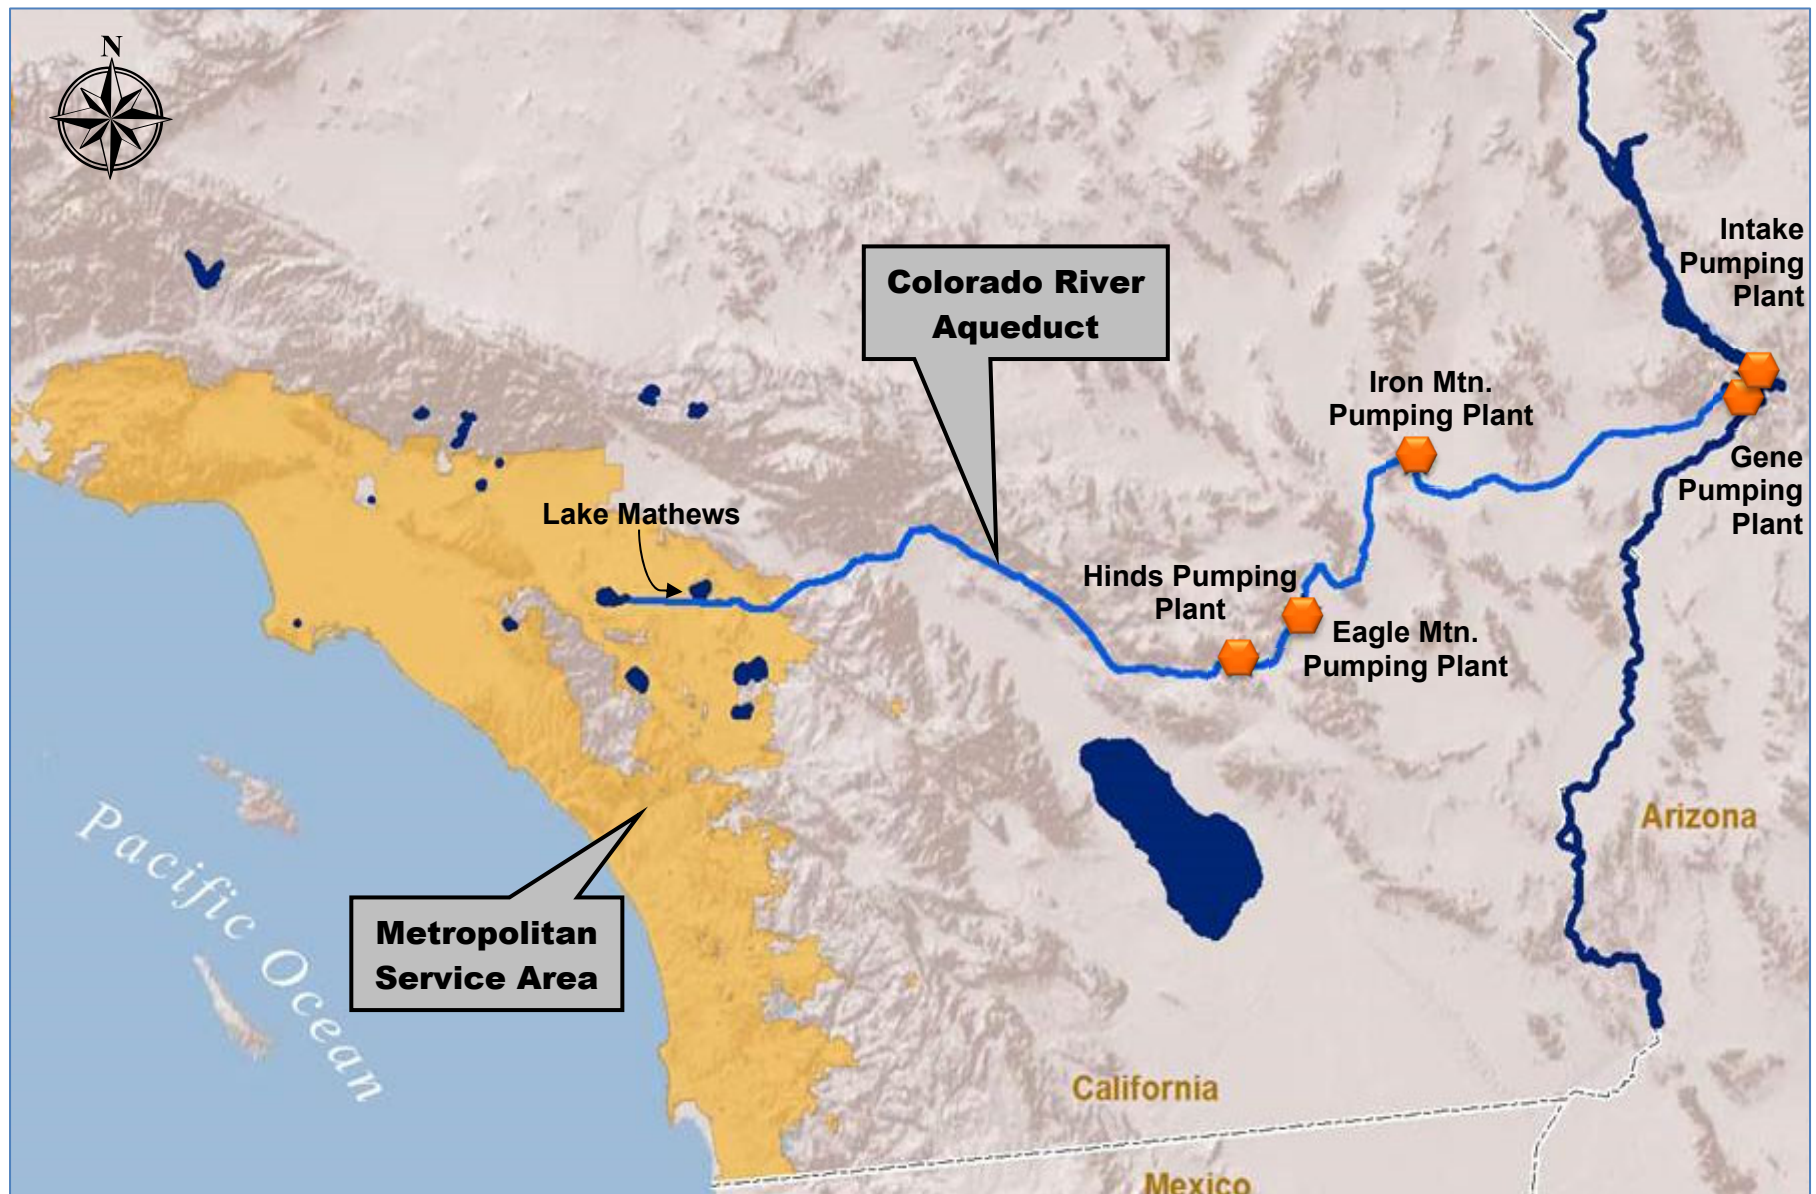 N
Intake
Pumping
Plant
Colorado River
Aqueduct
Iron Mtn.
Pumping Plant
Gene
Pumping
Plant
Lake Mathews
Hinds Pumping
Plant
Eagle Mtn.
Pumping Plant
Arizona
Pacific Ocean
Metropolitan
Service Area
California
Mexico